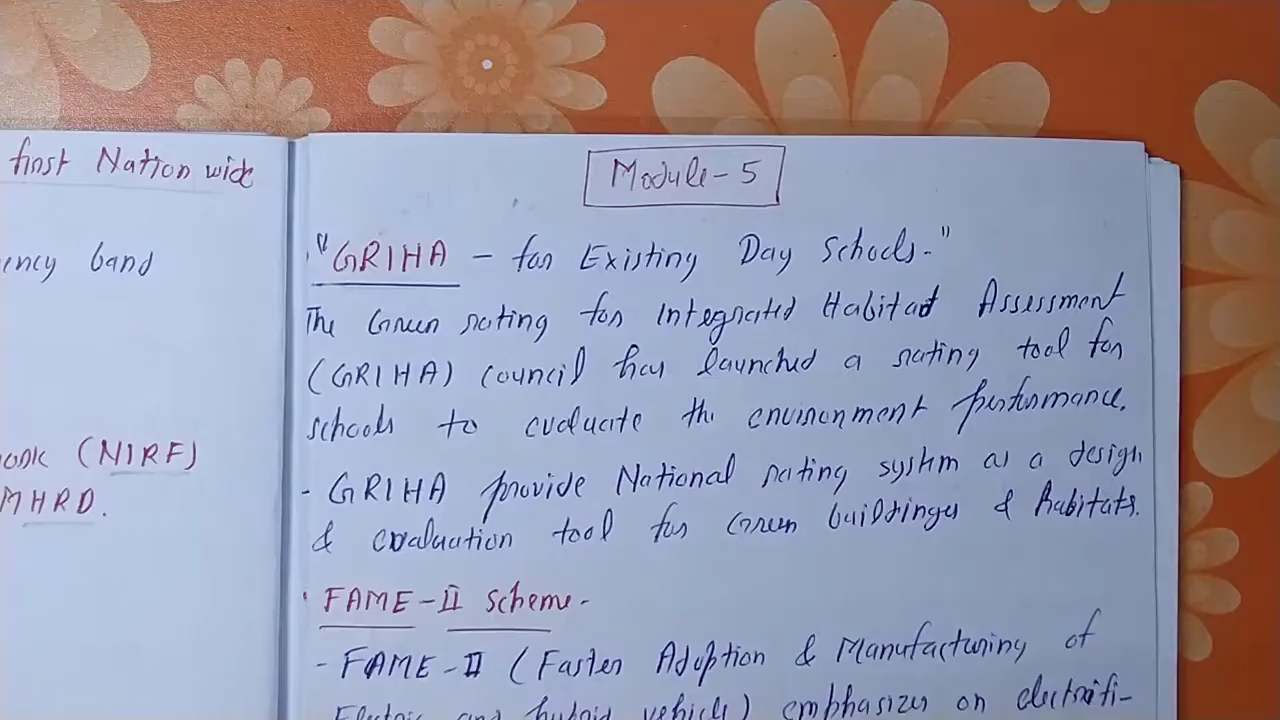 first Nation wide
ency band
(NIRF)
MHRD.
Module-5
"GRIHA - for Existing Day Schools."
The Green rating for Integrated Habitat Assessment
(GRIHA) council has launched a rating tool for
schools to evaluate the environment performance.
- GRIHA provide National rating system as a design
& evaluation tool for Green buildings & habitats.
FAME-II Scheme-
- FAME-II (Faster Adoption & Manufacturing of
Electric and hybrid vehicle) emphasizes on electrifi-